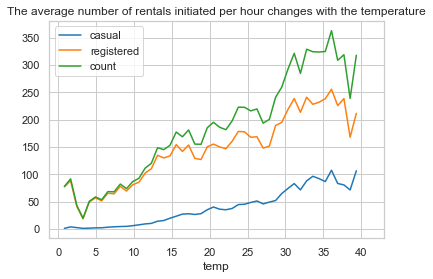 The average number of rentals initiated per hour changes with the temperature
casual
registered
count
350
300
250
200
150
100
50
0
0 5 10 15 20 25 30 35 40
temp